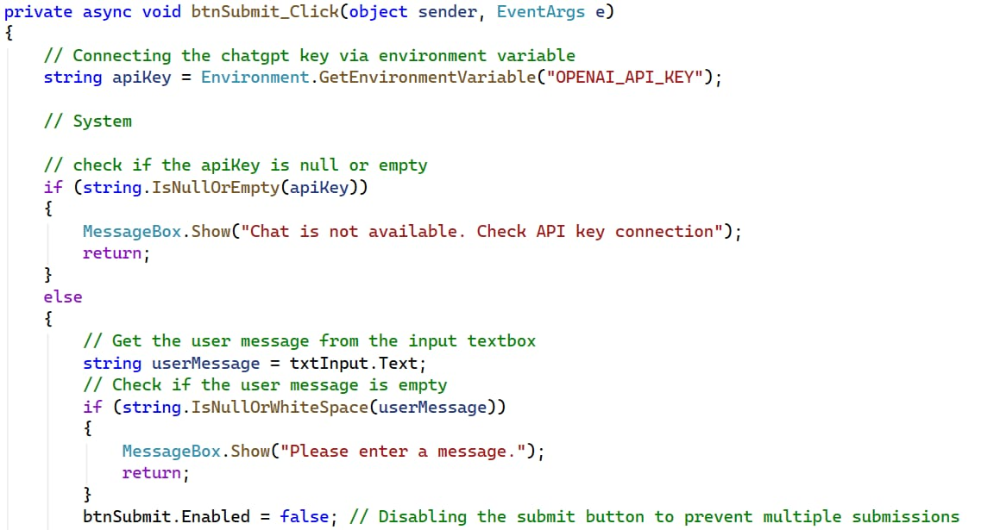 private async void btnSubmit_Click(object sender, EventArgs e)
{
    // Connecting the chatgpt key via environment variable
    string apiKey = Environment.GetEnvironmentVariable("OPENAI_API_KEY");

    // System

    // check if the apiKey is null or empty
    if (string.IsNullOrEmpty(apiKey))
    {
        MessageBox.Show("Chat is not available. Check API key connection");
        return;
    }
    else
    {
        // Get the user message from the input textbox
        string userMessage = txtInput.Text;
        // Check if the user message is empty
        if (string.IsNullOrWhiteSpace(userMessage))
        {
            MessageBox.Show("Please enter a message.");
            return;
        }
        btnSubmit.Enabled = false; // Disabling the submit button to prevent multiple submissions